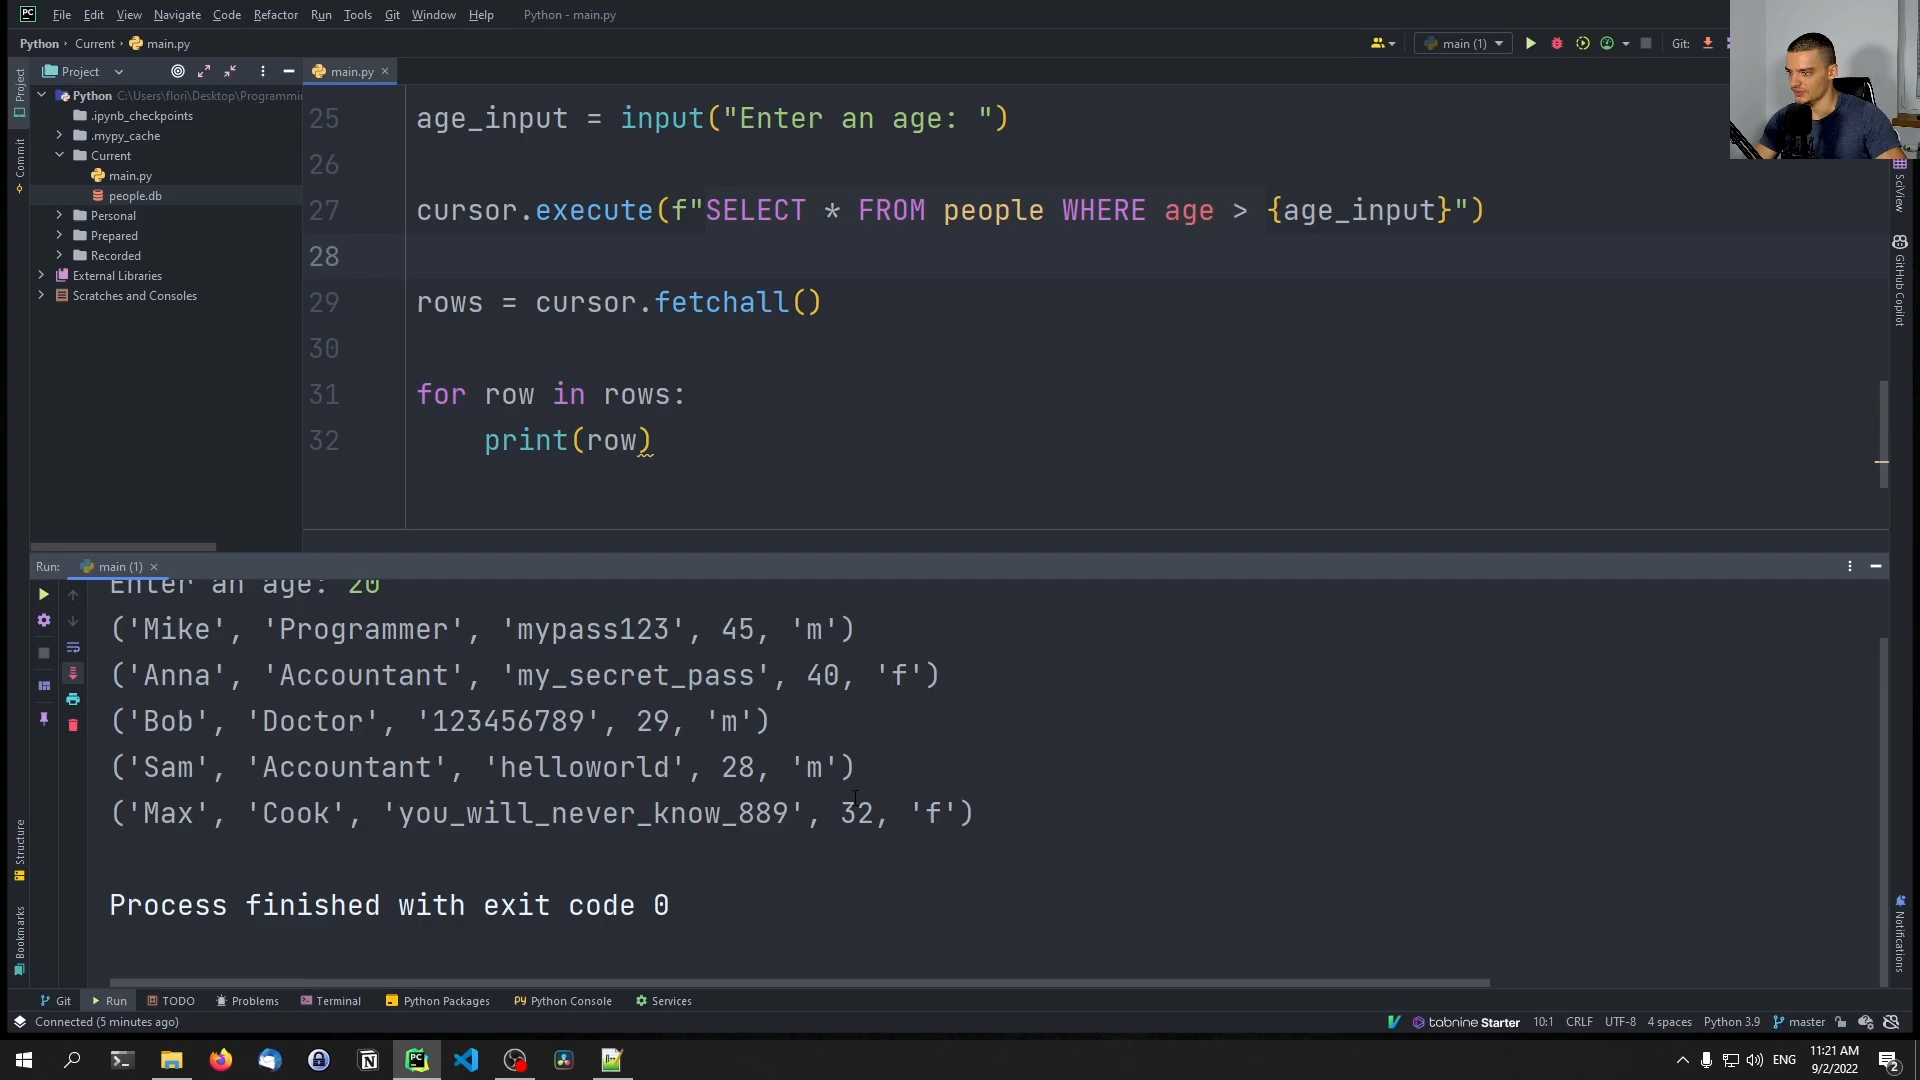 File Edit View Navigate Code Refactor Run Tools Git Window Help Python - main.py
Python › Current › main.py
main (1)
Git:
Project
main.py
Python C:\Users\flori\Desktop\Programmi
.ipynb_checkpoints
.mypy_cache
Current
main.py
people.db
Personal
Prepared
Recorded
External Libraries
Scratches and Consoles
Project
Commit
Structure
Bookmarks
25 age_input = input("Enter an age: ")
26
27 cursor.execute(f"SELECT * FROM people WHERE age > {age_input}")
28
29 rows = cursor.fetchall()
30
31 for row in rows:
32 print(row)
SciView
GitHub Copilot
Notifications
Run: main (1)
Enter an age: 20
('Mike', 'Programmer', 'mypass123', 45, 'm')
('Anna', 'Accountant', 'my_secret_pass', 40, 'f')
('Bob', 'Doctor', '123456789', 29, 'm')
('Sam', 'Accountant', 'helloworld', 28, 'm')
('Max', 'Cook', 'you_will_never_know_889', 32, 'f')
Process finished with exit code 0
Git Run TODO Problems Terminal Python Packages Python Console Services
Connected (5 minutes ago)
tabnine Starter 10:1 CRLF UTF-8 4 spaces Python 3.9 master
ENG
11:21 AM
9/2/2022
2